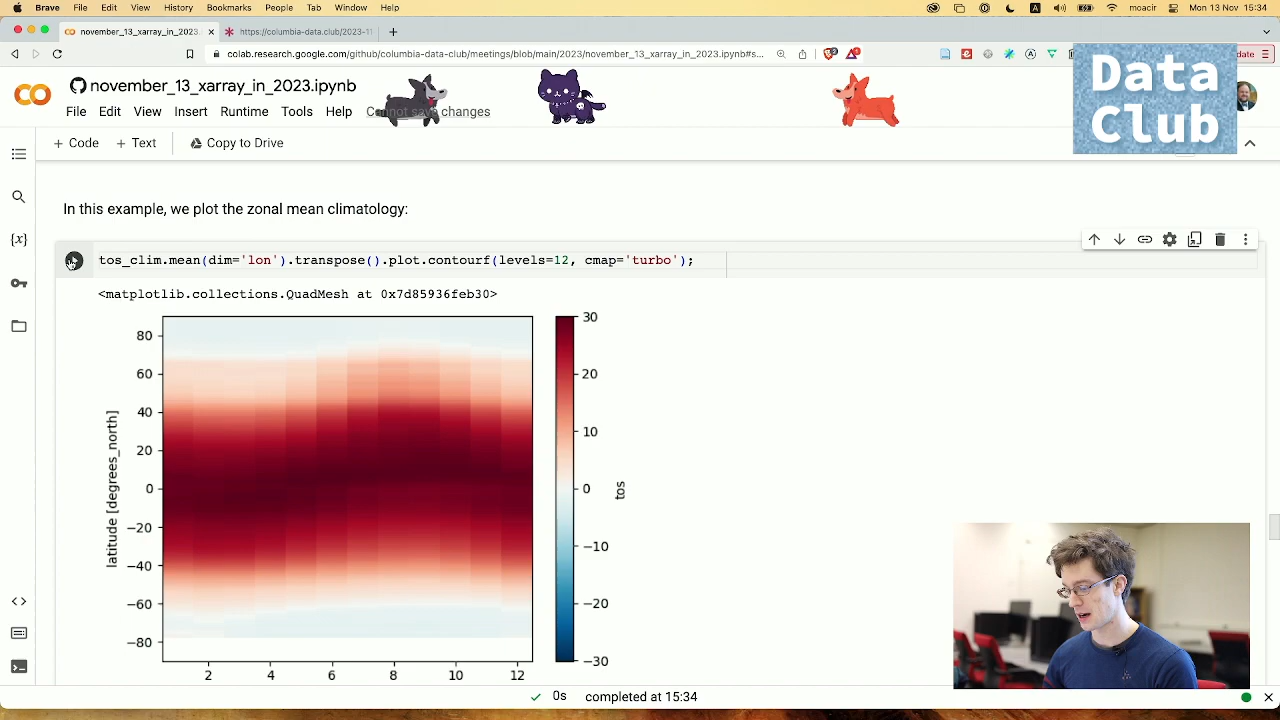 Brave File Edit View History Bookmarks Profiles Tab Window Help
moacir Mon 13 Nov 15:34
november_13_xarray_in_2023.ipynb
https://columbia-data.club/2023-11
colab.research.google.com/github/columbia-data-club/meetings/blob/main/2023/november_13_xarray_in_2023.ipynb#s...
november_13_xarray_in_2023.ipynb
File Edit View Insert Runtime Tools Help Cannot save changes
Data
Club
+ Code + Text Copy to Drive
In this example, we plot the zonal mean climatology:
tos_clim.mean(dim='lon').transpose().plot.contourf(levels=12, cmap='turbo');
<matplotlib.collections.QuadMesh at 0x7d85936feb30>
80
60
40
20
0
−20
−40
−60
−80
latitude [degrees_north]
2 4 6 8 10 12
30
20
10
0
−10
−20
−30
tos
0s completed at 15:34